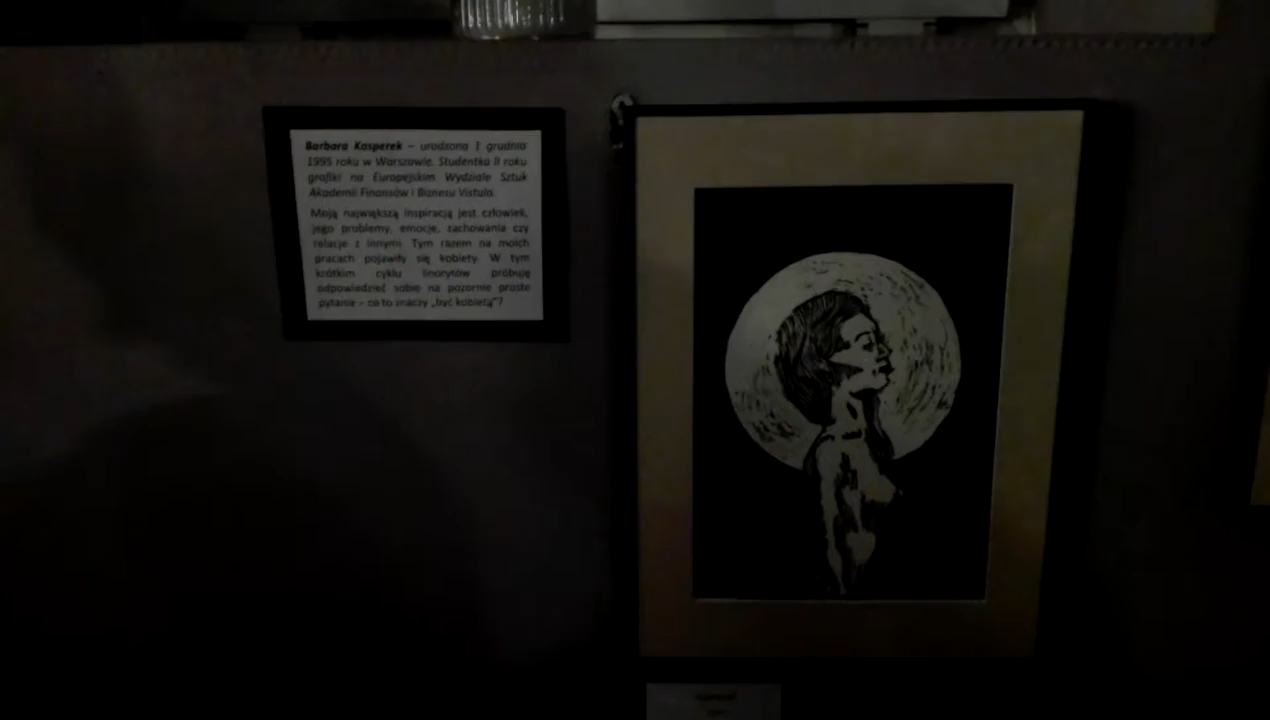 Barbara Kasperek – urodzona 1 grudnia
1995 roku w Warszawie. Studentka II roku
grafiki na Europejskim Wydziale Sztuk
Akademii Finansów i Biznesu Vistula.
Moją największą inspiracją jest człowiek,
jego problemy, emocje, zachowania czy
relacje z innymi. Tym razem na moich
pracach pojawiły się kobiety. W tym
krótkim cyklu linorytów próbuję
odpowiedzieć sobie na pozornie proste
pytanie – co to znaczy „być kobietą”?